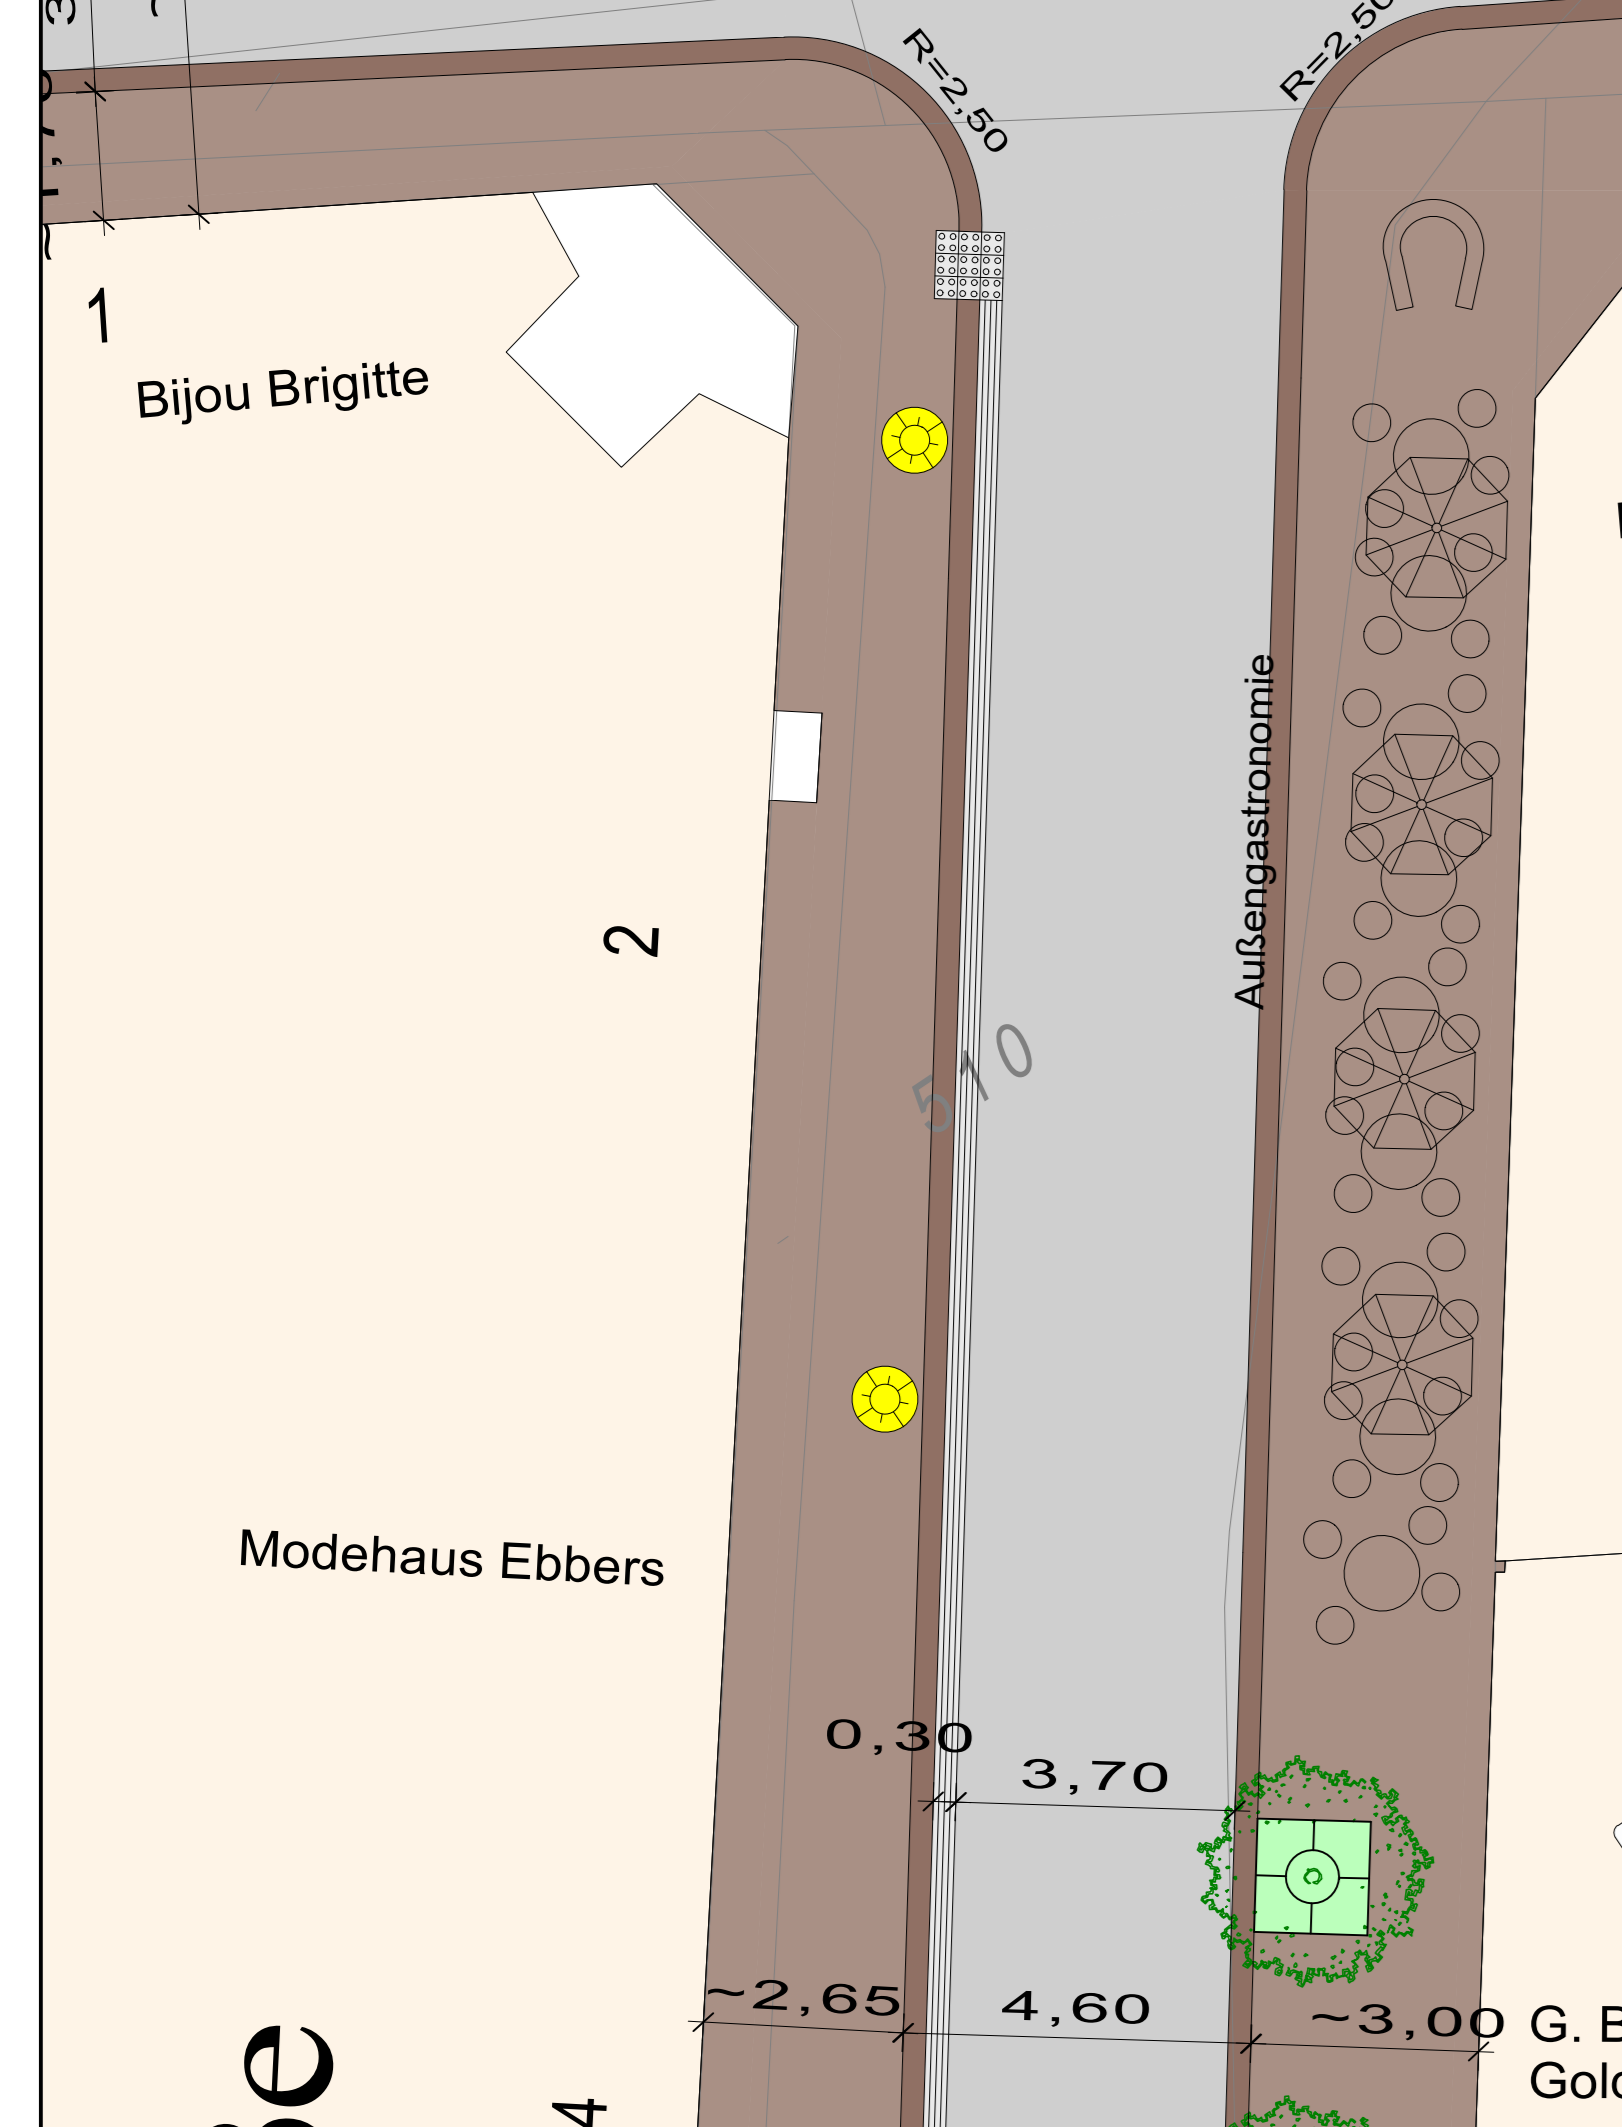 R=2,50
R=2,50
1
Bijou Brigitte
2
Außengastronomie
510
Modehaus Ebbers
0,30
3,70
~2,65
4,60
~3,00
G.
4